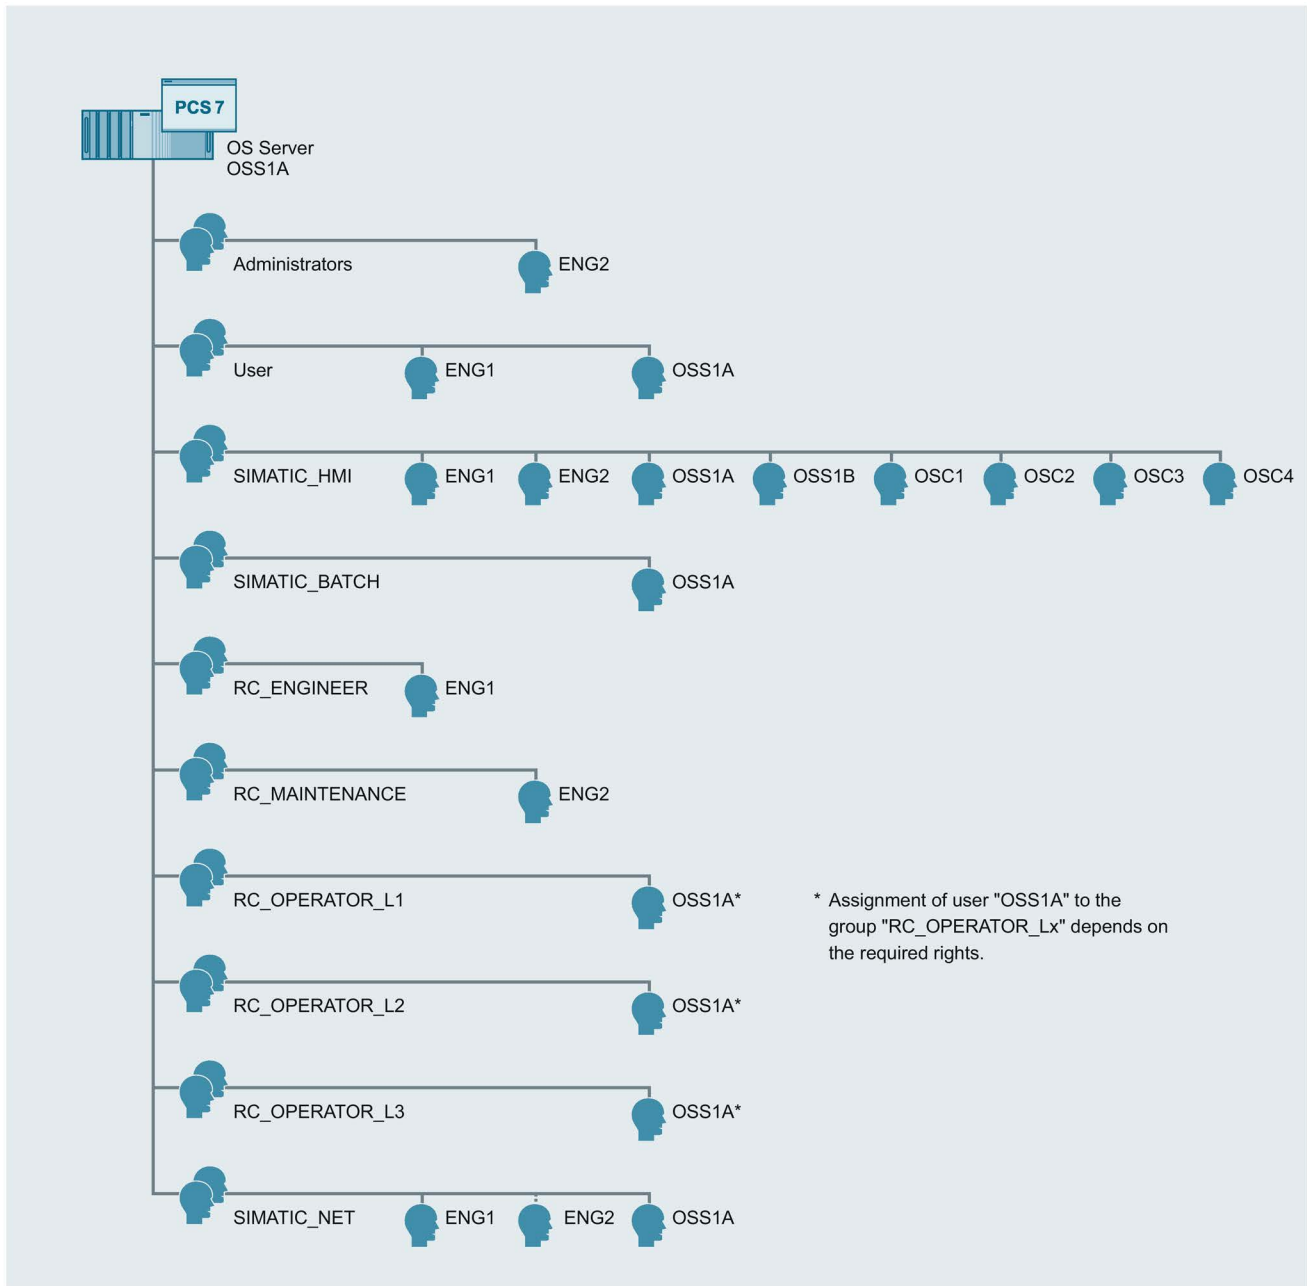 PCS 7
OS Server
OSS1A
Administrators ENG2
User ENG1 OSS1A
SIMATIC_HMI ENG1 ENG2 OSS1A OSS1B OSC1 OSC2 OSC3 OSC4
SIMATIC_BATCH OSS1A
RC_ENGINEER ENG1
RC_MAINTENANCE ENG2
RC_OPERATOR_L1 OSS1A*
* Assignment of user "OSS1A" to the
group "RC_OPERATOR_Lx" depends on
the required rights.
RC_OPERATOR_L2 OSS1A*
RC_OPERATOR_L3 OSS1A*
SIMATIC_NET ENG1 ENG2 OSS1A